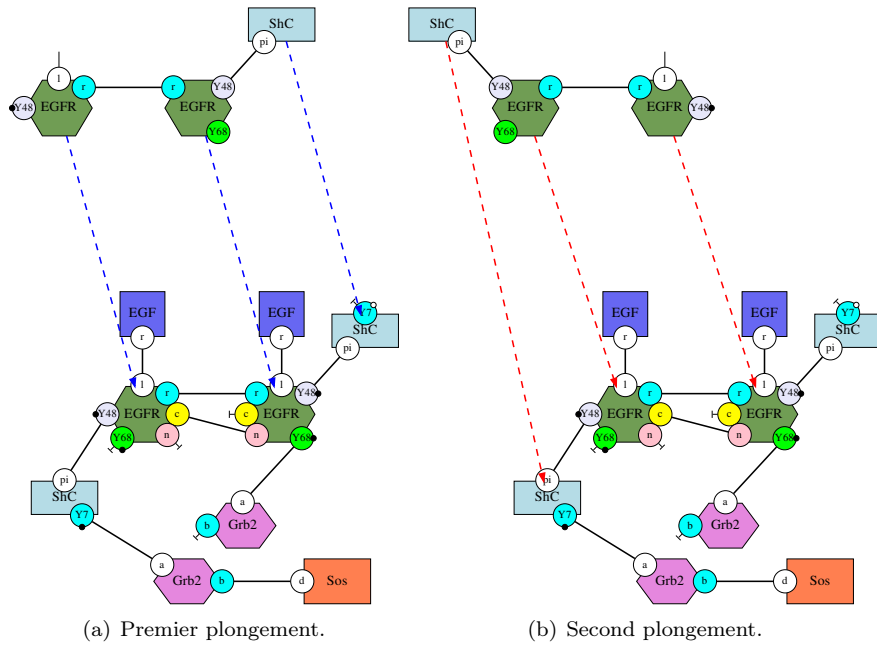 ShC ShC
pi pi
l l
r r Y48 Y48 r r
Y48 EGFR EGFR EGFR EGFR Y48
Y68 Y68
EGF EGF Y7 EGF EGF Y7
ShC ShC
r r pi r r pi
l l l l
r r Y48 r r Y48
Y48 EGFR c c EGFR Y48 EGFR c c EGFR
Y68 n n Y68 Y68 n n Y68
pi pi
ShC a ShC a
Y7 b Grb2 Y7 b Grb2
a a
Grb2 b d Sos Grb2 b d Sos
(a) Premier plongement. (b) Second plongement.